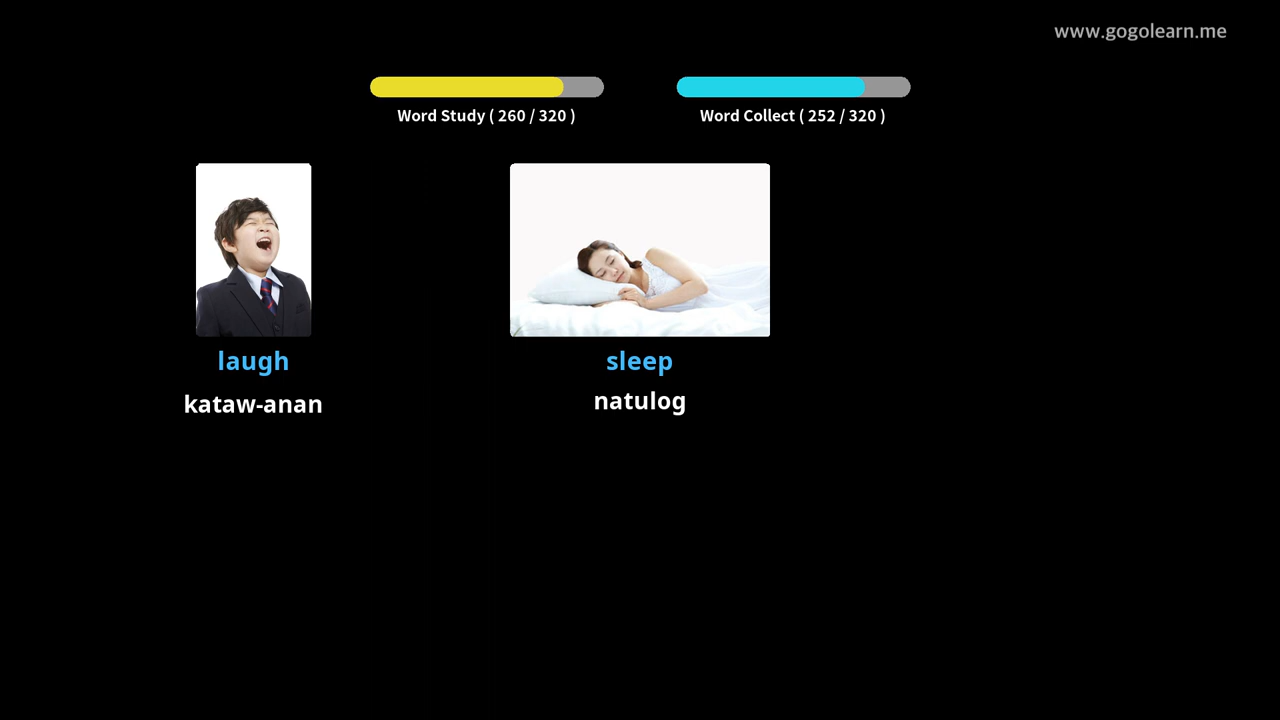 www.gogolearn.me
Word Study ( 260 / 320 )
Word Collect ( 252 / 320 )
laugh
kataw-anan
sleep
natulog